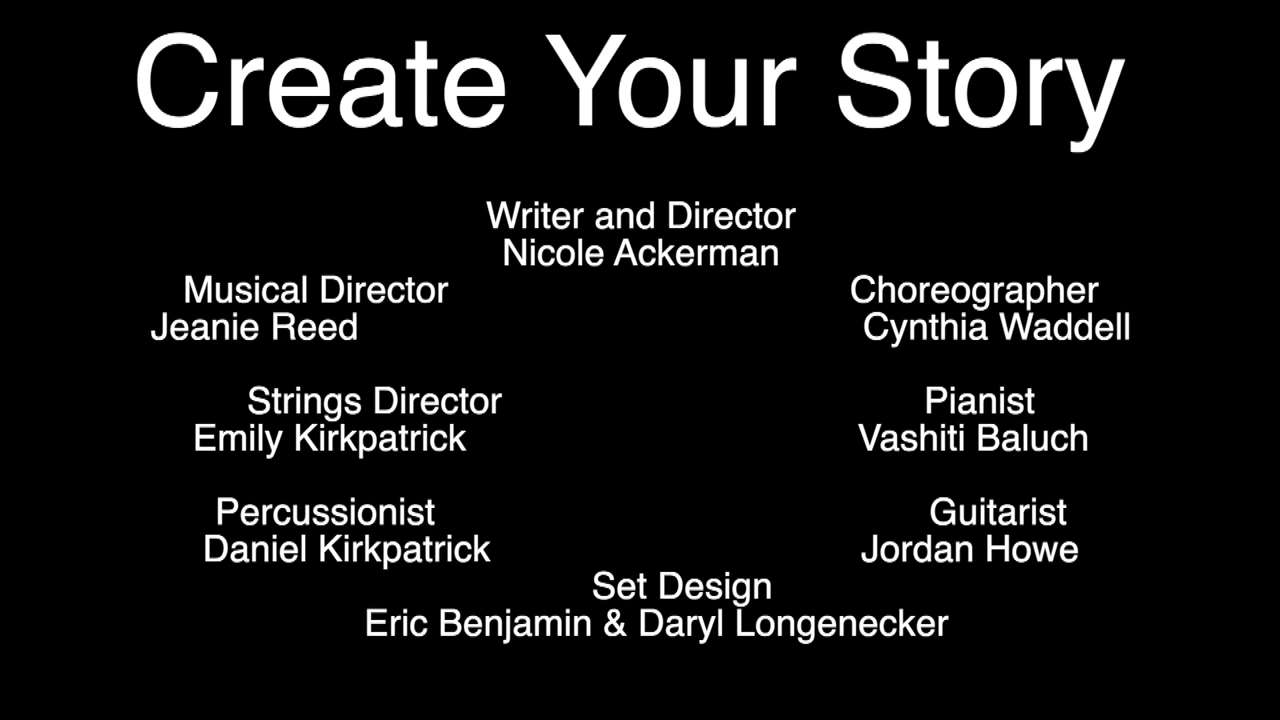 Create Your Story
Writer and Director
Nicole Ackerman
Musical Director
Jeanie Reed
Choreographer
Cynthia Waddell
Strings Director
Emily Kirkpatrick
Pianist
Vashiti Baluch
Percussionist
Daniel Kirkpatrick
Guitarist
Jordan Howe
Set Design
Eric Benjamin & Daryl Longenecker